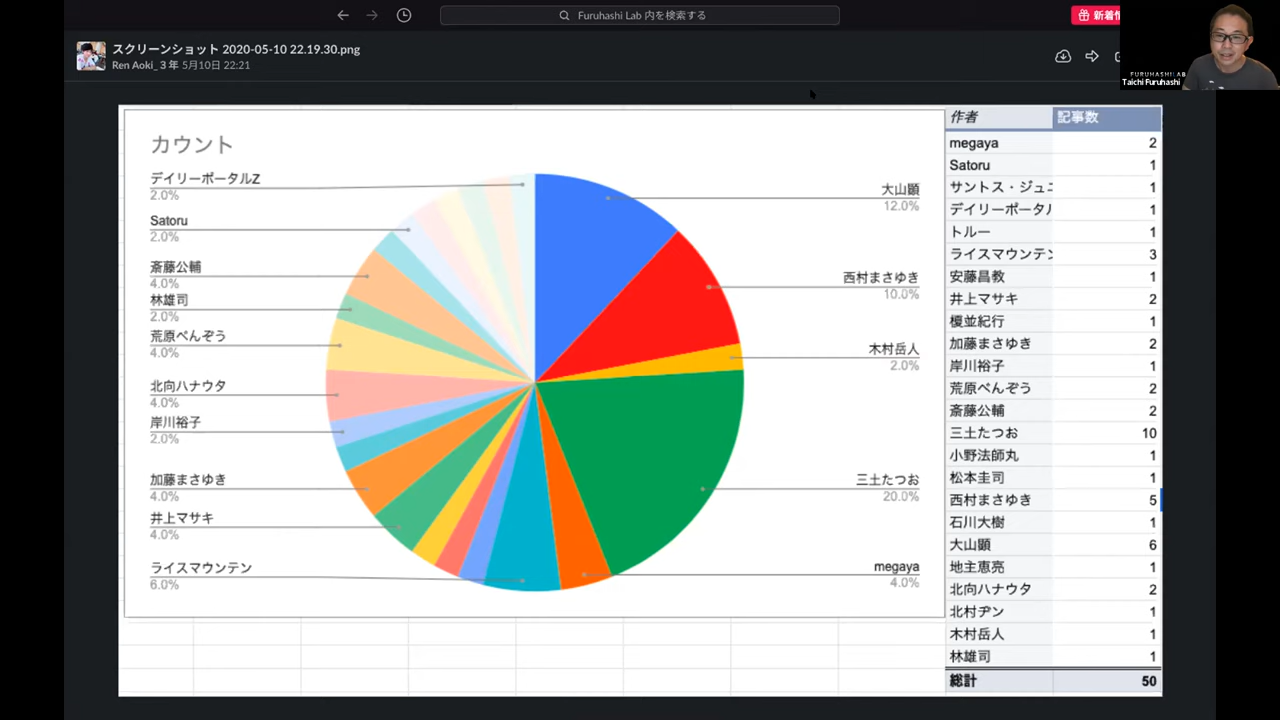 Furuhashi Lab 内を検索する
新着情
スクリーンショット 2020-05-10 22.19.30.png
Ren Aoki_３年 5月10日 22:21
FURUHASHILAB
Taichi Furuhashi
カウント
デイリーポータルZ
2.0%
Satoru
2.0%
斎藤公輔
4.0%
林雄司
2.0%
荒原べんぞう
4.0%
北向ハナウタ
4.0%
岸川裕子
2.0%
加藤まさゆき
4.0%
井上マサキ
4.0%
ライスマウンテン
6.0%
大山顕
12.0%
西村まさゆき
10.0%
木村岳人
2.0%
三土たつお
20.0%
megaya
4.0%
作者 記事数
megaya 2
Satoru 1
サントス・ジュニ 1
デイリーポータル 1
トルー 1
ライスマウンテン 3
安藤昌教 1
井上マサキ 2
榎並紀行 1
加藤まさゆき 2
岸川裕子 1
荒原べんぞう 2
斎藤公輔 2
三土たつお 10
小野法師丸 1
松本圭司 1
西村まさゆき 5
石川大樹 1
大山顕 6
地主恵亮 1
北向ハナウタ 2
北村ヂン 1
木村岳人 1
林雄司 1
総計 50